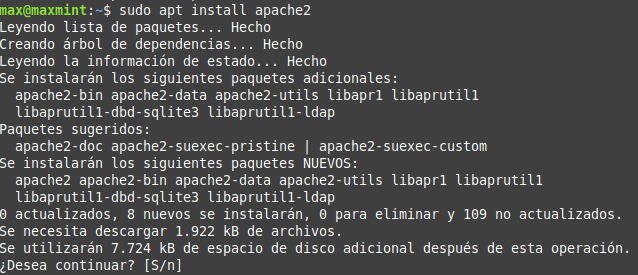 max@maxmint:~$ sudo apt install apache2
Leyendo lista de paquetes... Hecho
Creando árbol de dependencias... Hecho
Leyendo la información de estado... Hecho
Se instalarán los siguientes paquetes adicionales:
  apache2-bin apache2-data apache2-utils libapr1 libaprutil1
  libaprutil1-dbd-sqlite3 libaprutil1-ldap
Paquetes sugeridos:
  apache2-doc apache2-suexec-pristine | apache2-suexec-custom
Se instalarán los siguientes paquetes NUEVOS:
  apache2 apache2-bin apache2-data apache2-utils libapr1 libaprutil1
  libaprutil1-dbd-sqlite3 libaprutil1-ldap
0 actualizados, 8 nuevos se instalarán, 0 para eliminar y 109 no actualizados.
Se necesita descargar 1.922 kB de archivos.
Se utilizarán 7.724 kB de espacio de disco adicional después de esta operación.
¿Desea continuar? [S/n]